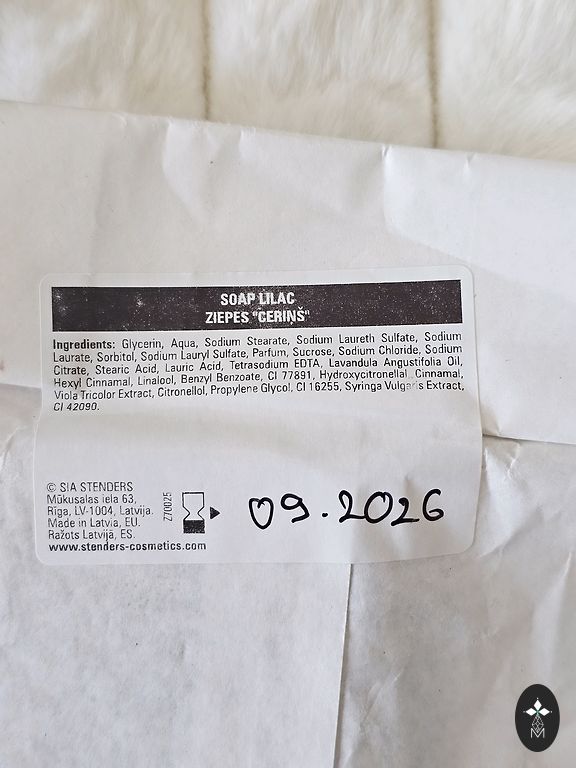 SOAP LILAC
ZIEPES "CERIŅŠ"
Ingredients: Glycerin, Aqua, Sodium Stearate, Sodium Laureth Sulfate, Sodium
Laurate, Sorbitol, Sodium Lauryl Sulfate, Parfum, Sucrose, Sodium Chloride, Sodium
Citrate, Stearic Acid, Lauric Acid, Tetrasodium EDTA, Lavandula Angustifolia Oil,
Hexyl Cinnamal, Linalool, Benzyl Benzoate, CI 77891, Hydroxycitronellal, Cinnamal,
Viola Tricolor Extract, Citronellol, Propylene Glycol, CI 16255, Syringa Vulgaris Extract,
CI 42090.
© SIA STENDERS
Mūkusalas iela 63,
Rīga, LV-1004, Latvija.
Made in Latvia, EU.
Ražots Latvijā, ES.
www.stenders-cosmetics.com
Z70025
09.2026
M